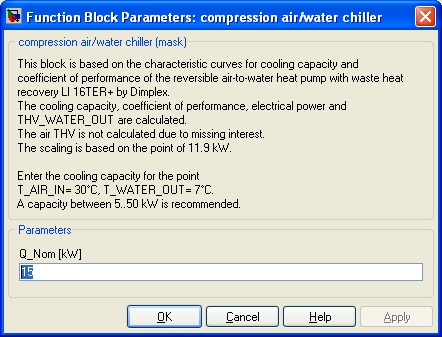 Function Block Parameters: compression air/water chiller
compression air/water chiller (mask)
This block is based on the characteristic curves for cooling capacity and
coefficient of performance of the reversible air-to-water heat pump with waste heat
recovery LI 16TER+ by Dimplex.
The cooling capacity, coefficient of performance, electrical power and
THV_WATER_OUT are calculated.
The air THV is not calculated due to missing interest.
The scaling is based on the point of 11.9 kW.
Enter the cooling capacity for the point
T_AIR_IN= 30°C, T_WATER_OUT= 7°C.
A capacity between 5..50 kW is recommended.
Parameters
Q_Nom [kW]
15
OK Cancel Help Apply